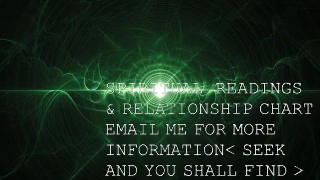 SPIRITUAL READINGS
& RELATIONSHIP CHART
EMAIL ME FOR MORE
INFORMATION< SEEK
AND YOU SHALL FIND >